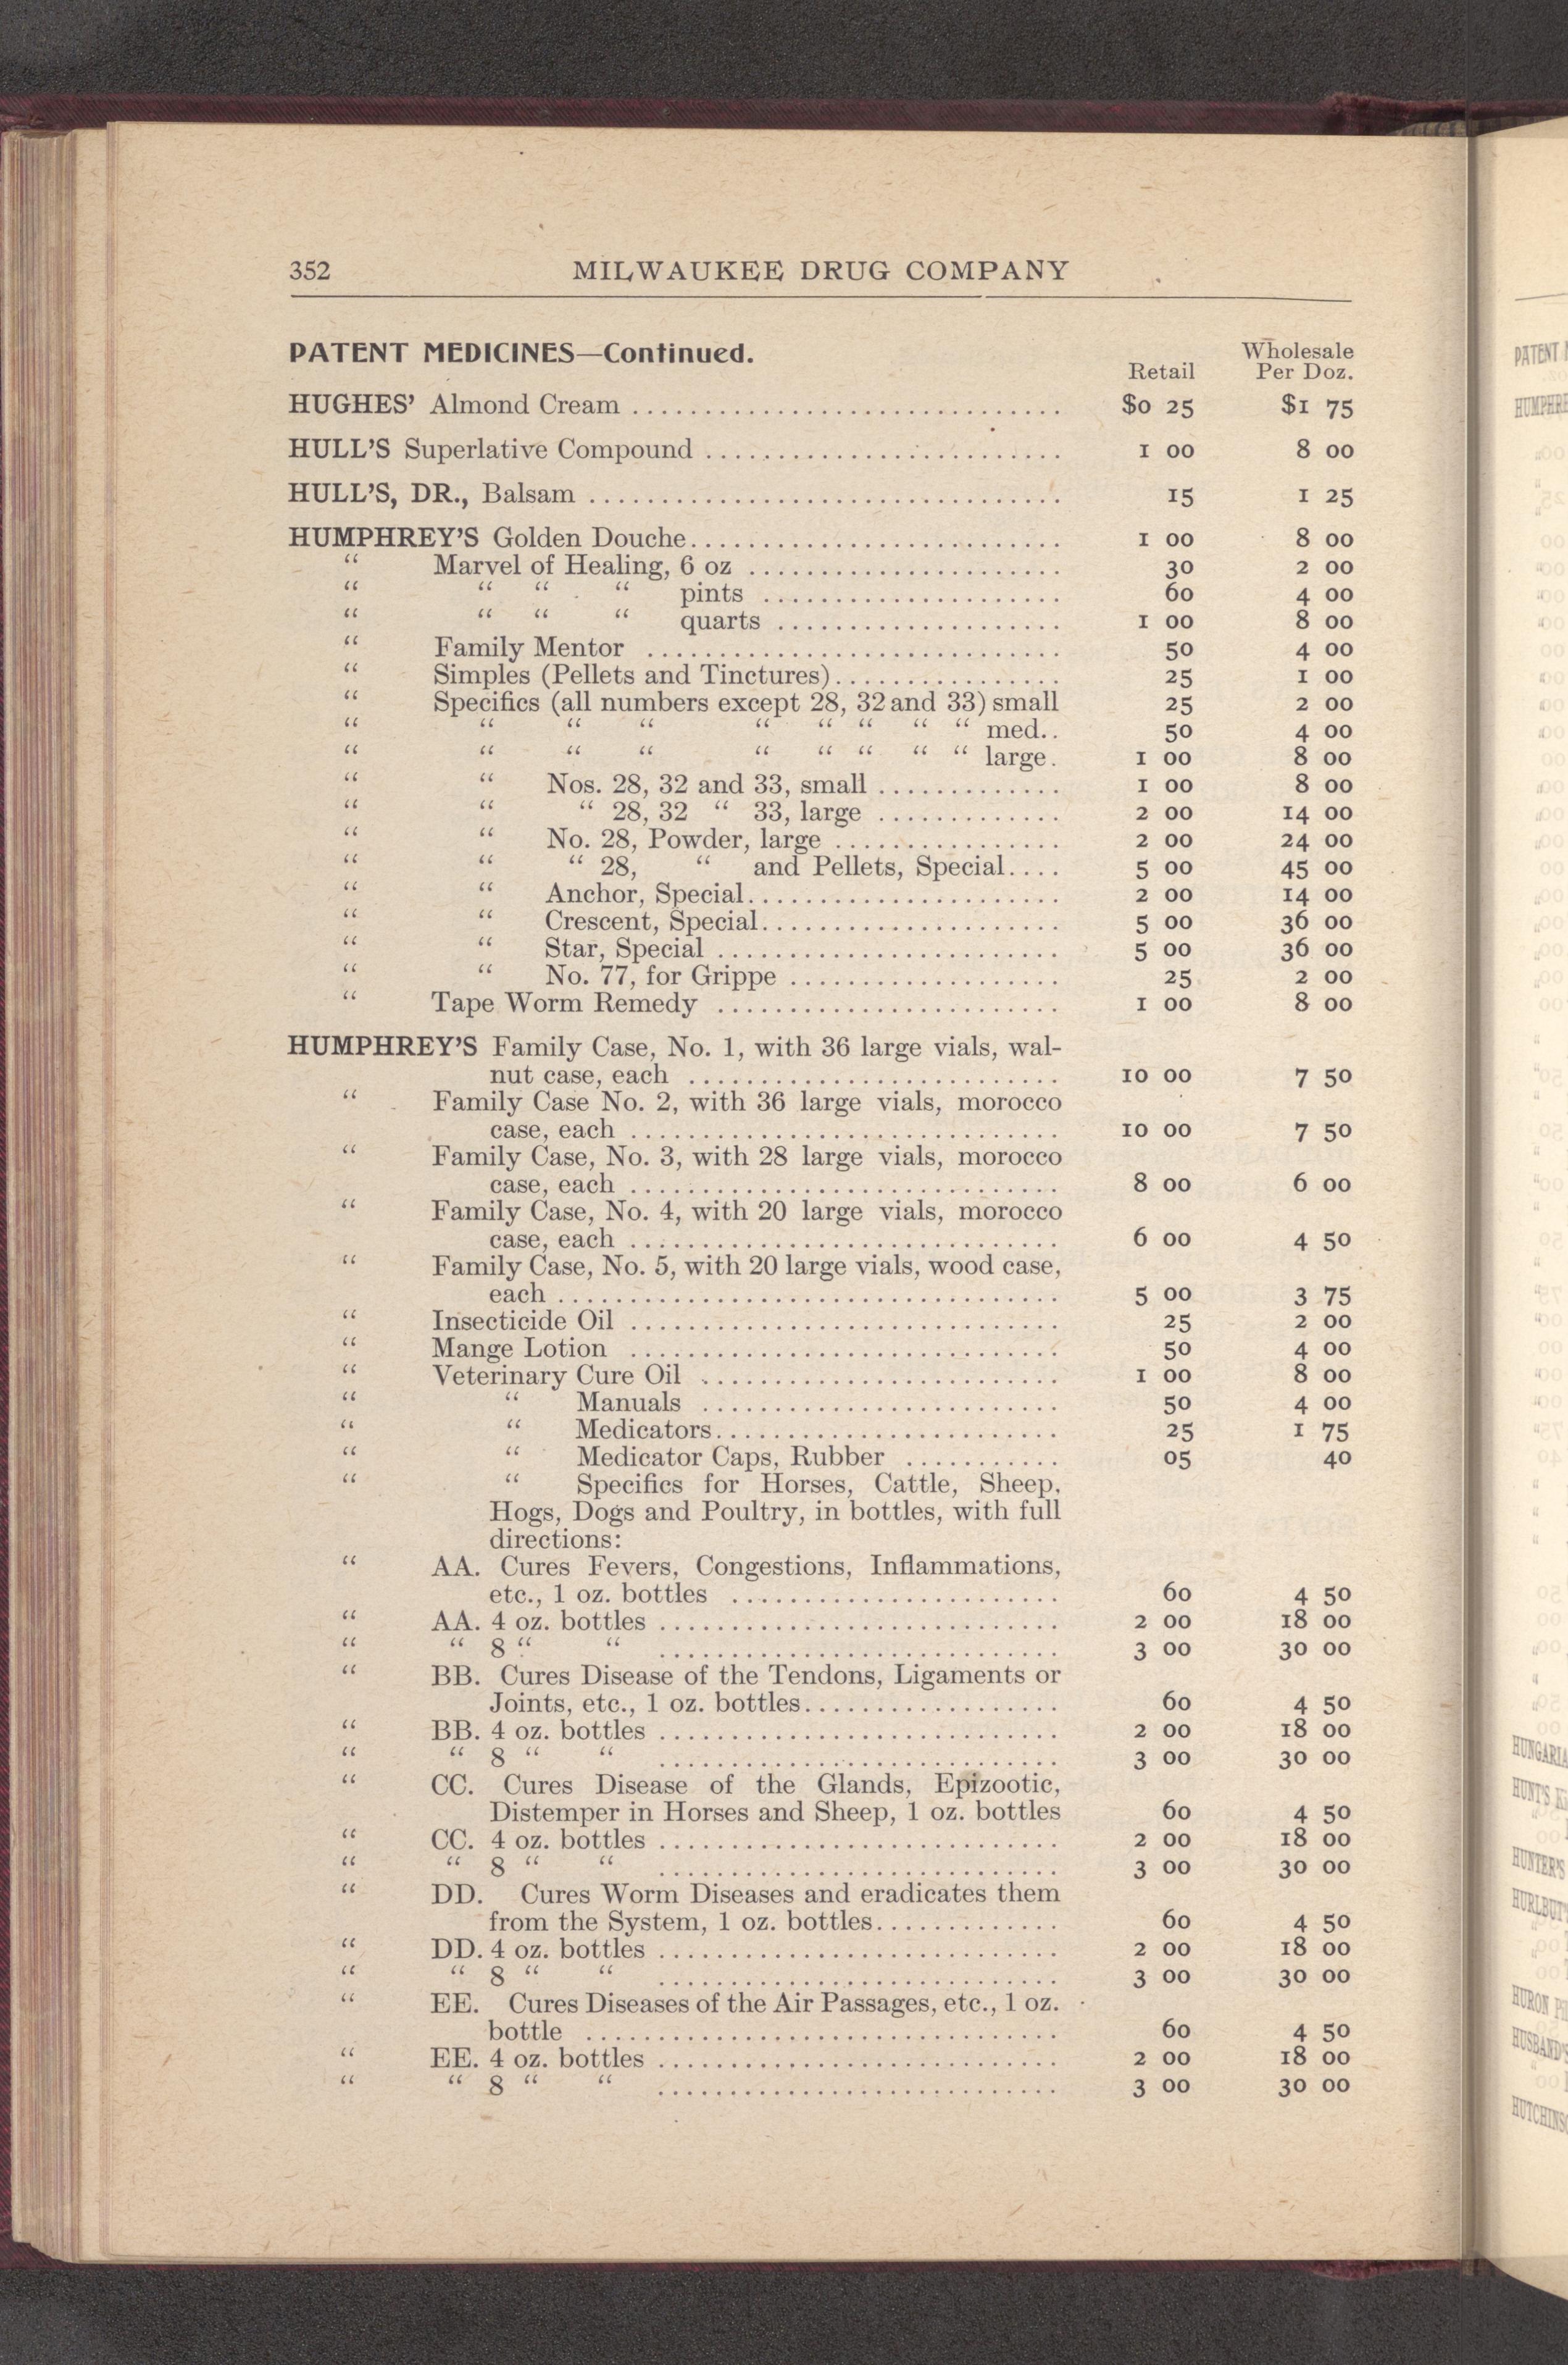 352 MILWAUKEE DRUG COMPANY
PATENT MEDICINES—Continued.
Retail Wholesale Per Doz.
HUGHES’ Almond Cream .............................. $0 25 $1 75
HULL’S Superlative Compound ......................... 1 00 8 00
HULL’S, DR., Balsam ................................. 15 1 25
HUMPHREY’S Golden Douche.......................... 1 00 8 00
“ Marvel of Healing, 6 oz ...................... 30 2 00
“ “ “ “ pints ..................... 60 4 00
“ “ “ “ quarts .................... 1 00 8 00
“ Family Mentor ............................. 50 4 00
“ Simples (Pellets and Tinctures)................ 25 1 00
“ Specifics (all numbers except 28, 32 and 33) small 25 2 00
“ “ “ “ “ “ “ “ “ med.. 50 4 00
“ “ “ “ “ “ “ “ “ large. 1 00 8 00
“ “ Nos. 28, 32 and 33, small ............. 1 00 8 00
“ “ “ 28, 32 “ 33, large ............. 2 00 14 00
“ “ No. 28, Powder, large ................ 2 00 24 00
“ “ “ 28, “ and Pellets, Special.... 5 00 45 00
“ “ Anchor, Special...................... 2 00 14 00
“ “ Crescent, Special..................... 5 00 36 00
“ “ Star, Special ........................ 5 00 36 00
“ “ No. 77, for Grippe ................... 25 2 00
“ Tape Worm Remedy ........................ 1 00 8 00
HUMPHREY’S Family Case, No. 1, with 36 large vials, wal-
nut case, each .......................... 10 00 7 50
“ Family Case No. 2, with 36 large vials, morocco
case, each .............................. 10 00 7 50
“ Family Case, No. 3, with 28 large vials, morocco
case, each .............................. 8 00 6 00
“ Family Case, No. 4, with 20 large vials, morocco
case, each .............................. 6 00 4 50
“ Family Case, No. 5, with 20 large vials, wood case,
each ................................... 5 00 3 75
“ Insecticide Oil .............................. 25 2 00
“ Mange Lotion .............................. 50 4 00
“ Veterinary Cure Oil ......................... 1 00 8 00
“ “ Manuals ......................... 50 4 00
“ “ Medicators........................ 25 1 75
“ “ Medicator Caps, Rubber ........... 05 40
“ “ Specifics for Horses, Cattle, Sheep,
Hogs, Dogs and Poultry, in bottles, with full
directions:
“ AA. Cures Fevers, Congestions, Inflammations,
etc., 1 oz. bottles ....................... 60 4 50
“ AA. 4 oz. bottles ............................ 2 00 18 00
“ “ 8 “ “ ............................ 3 00 30 00
“ BB. Cures Disease of the Tendons, Ligaments or
Joints, etc., 1 oz. bottles.................. 60 4 50
“ BB. 4 oz. bottles ............................ 2 00 18 00
“ “ 8 “ “ ............................ 3 00 30 00
“ CC. Cures Disease of the Glands, Epizootic,
Distemper in Horses and Sheep, 1 oz. bottles 60 4 50
“ CC. 4 oz. bottles ............................ 2 00 18 00
“ “ 8 “ “ ............................ 3 00 30 00
“ DD. Cures Worm Diseases and eradicates them
from the System, 1 oz. bottles............. 60 4 50
“ DD. 4 oz. bottles ............................ 2 00 18 00
“ “ 8 “ “ ............................ 3 00 30 00
“ EE. Cures Diseases of the Air Passages, etc., 1 oz.
bottle ................................. 60 4 50
“ EE. 4 oz. bottles ............................ 2 00 18 00
“ “ 8 “ “ ............................ 3 00 30 00
PATENT
HUNT'S
HUNTER'S
HURON